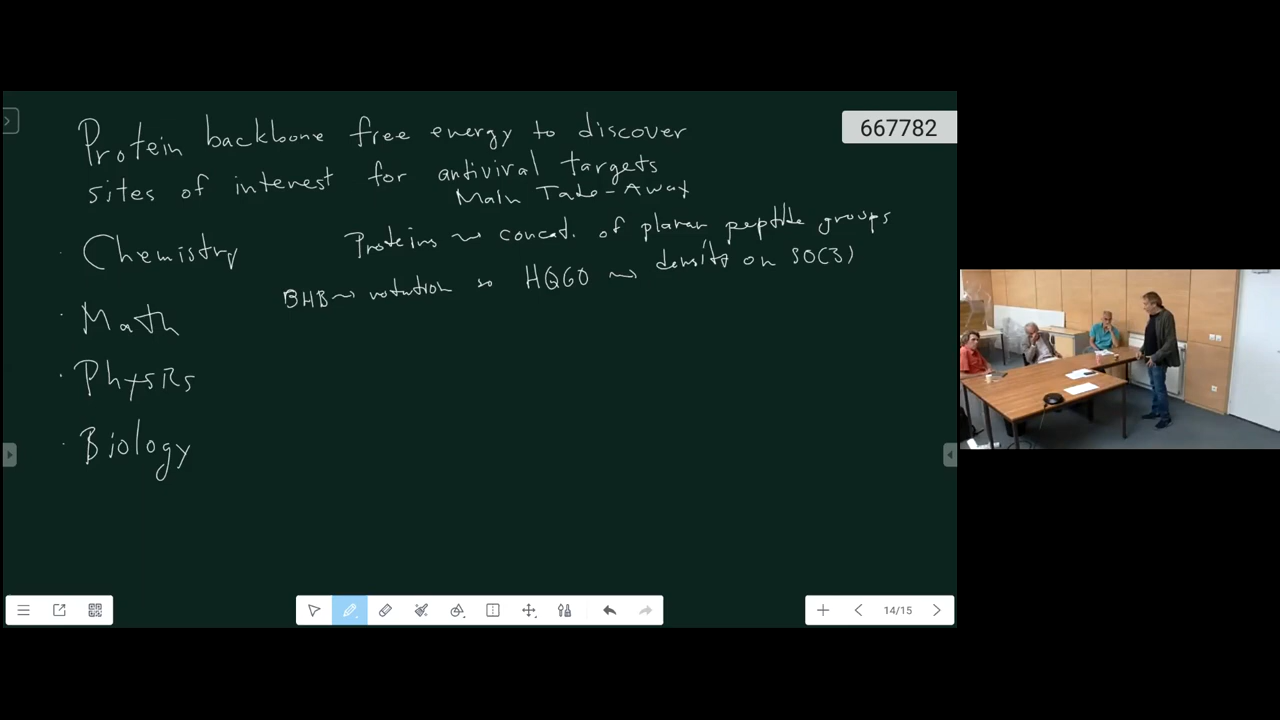 Protein backbone free energy to discover
sites of interest for antiviral targets
Main Take-Away
· Chemistry
Proteins ⇝ concat. of planar peptide groups
BHB ⇝ rotation so HQ60 ⇝ density on SO(3)
· Math
· Physics
· Biology
667782
14/15